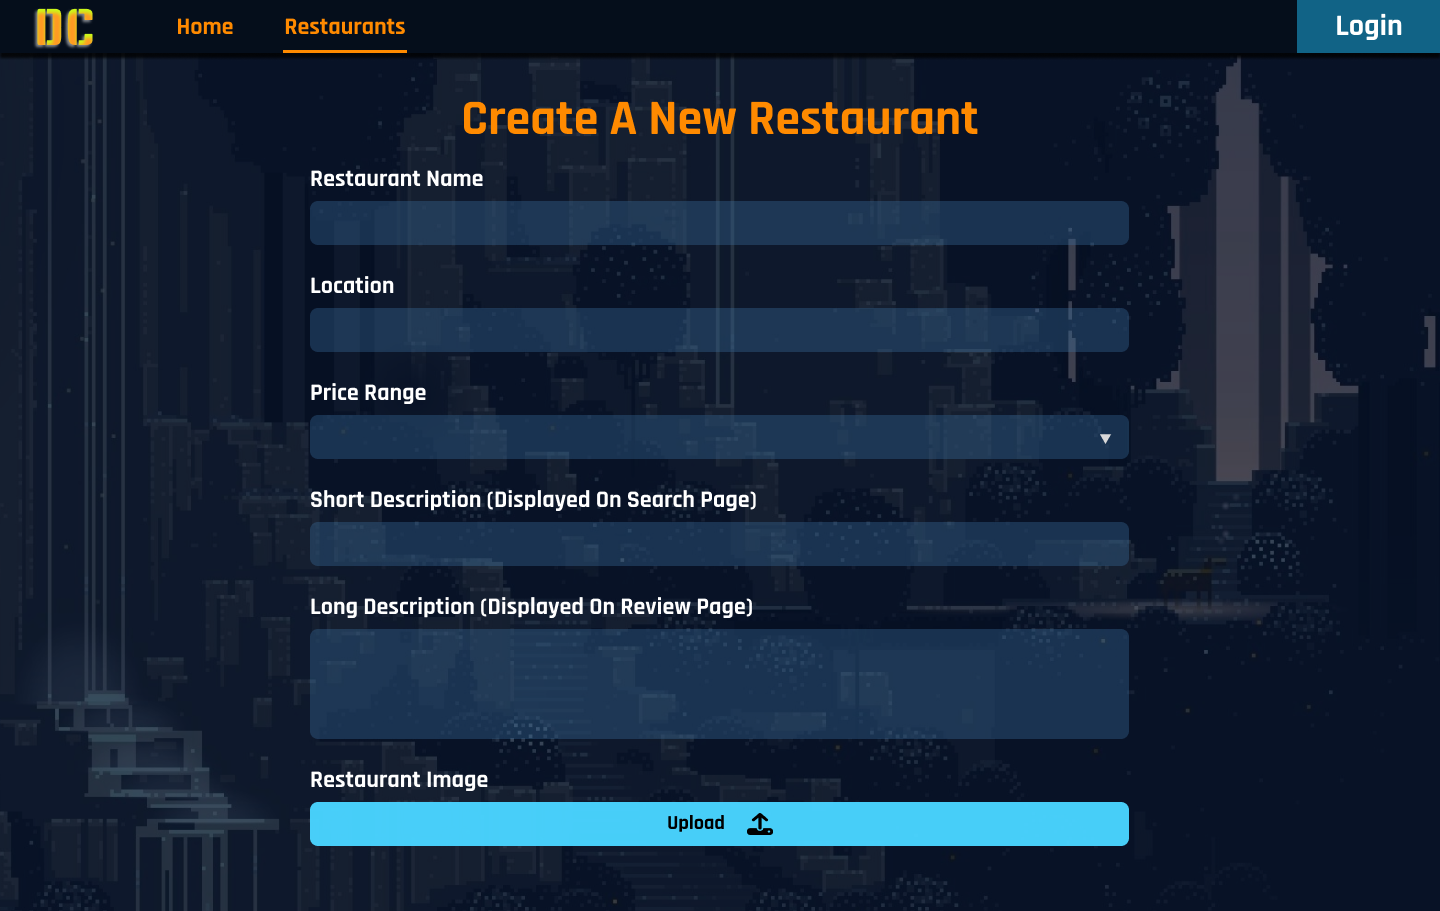 DC
Home
Restaurants
Login
Create A New Restaurant
Restaurant Name
Location
Price Range
Short Description (Displayed On Search Page)
Long Description (Displayed On Review Page)
Restaurant Image
Upload